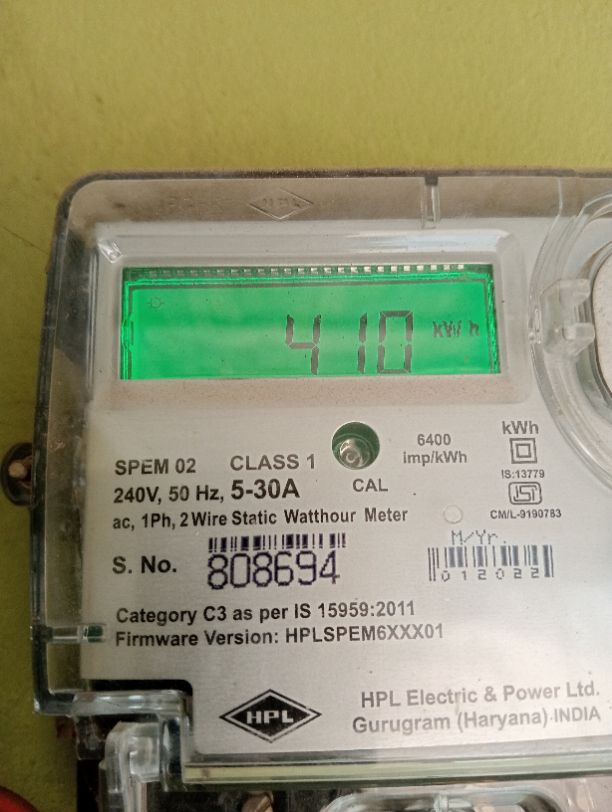 410 kWh
6400
imp/kWh
kWh
SPEM 02 CLASS 1
IS:13779
240V, 50 Hz, 5-30A
CAL
ISI
CM/L-9190783
ac, 1Ph, 2 Wire Static Watthour Meter
M/Yr.
S. No. 808694
012022
Category C3 as per IS 15959:2011
Firmware Version: HPLSPEM6XXX01
HPL
HPL Electric & Power Ltd.
Gurugram (Haryana) INDIA